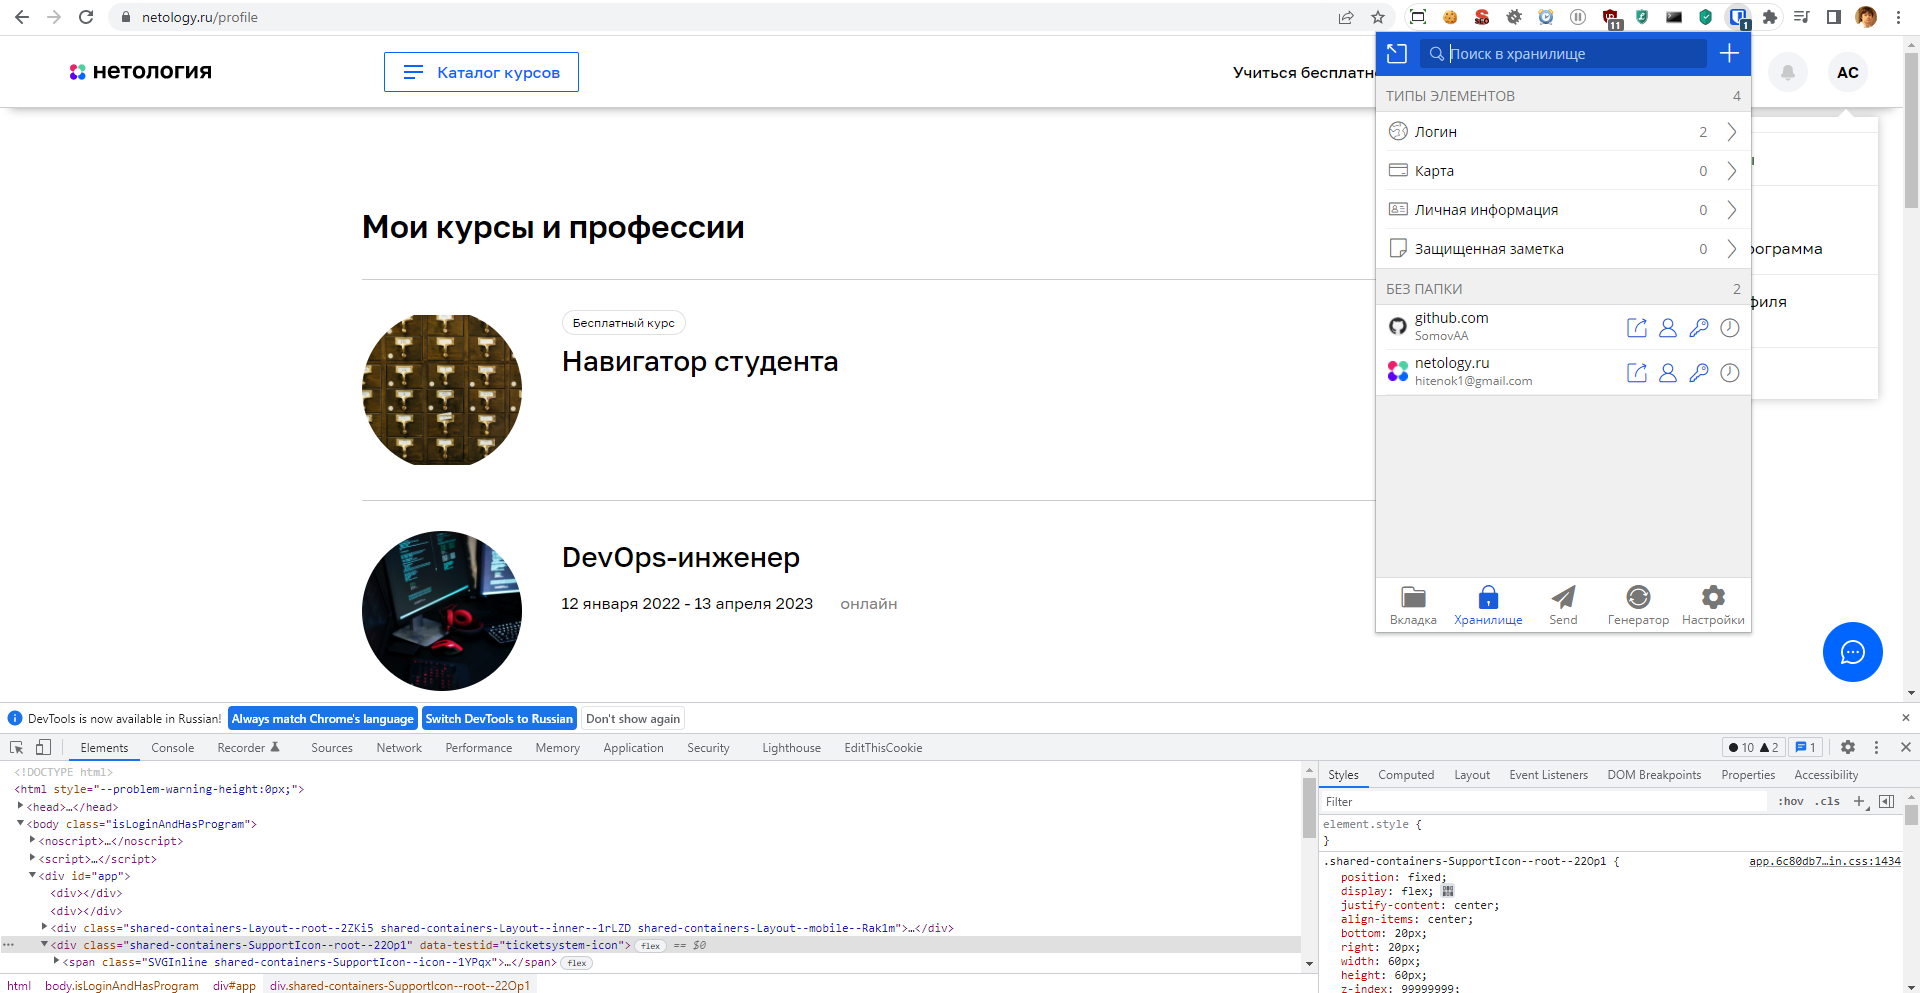 netology.ru/profile
11
1
нетология
Каталог курсов
Учиться бесплатн
АС
Поиск в хранилище
ТИПЫ ЭЛЕМЕНТОВ 4
Логин 2
Карта 0
Личная информация 0
Защищенная заметка 0
БЕЗ ПАПКИ 2
github.com
SomovAA
netology.ru
hitenok1@gmail.com
Вкладка Хранилище Send Генератор Настройки
рограмма
филя
Мои курсы и профессии
Бесплатный курс
Навигатор студента
DevOps-инженер
12 января 2022 - 13 апреля 2023 онлайн
DevTools is now available in Russian! Always match Chrome's language Switch DevTools to Russian Don't show again
Elements Console Recorder Sources Network Performance Memory Application Security Lighthouse EditThisCookie 10 2 1
<!DOCTYPE html>
<html style="--problem-warning-height:0px;">
<head>…</head>
<body class="isLoginAndHasProgram">
<noscript>…</noscript>
<script>…</script>
<div id="app">
<div></div>
<div></div>
<div class="shared-containers-Layout--root--2ZKi5 shared-containers-Layout--inner--1rLZD shared-containers-Layout--mobile--Rak1m">…</div>
<div class="shared-containers-SupportIcon--root--22Op1" data-testid="ticketsystem-icon"> flex == $0
<span class="SVGInline shared-containers-SupportIcon--icon--1YPqx">…</span> flex
html body.isLoginAndHasProgram div#app div.shared-containers-SupportIcon--root--22Op1
Styles Computed Layout Event Listeners DOM Breakpoints Properties Accessibility
Filter :hov .cls +
element.style {
}
.shared-containers-SupportIcon--root--22Op1 { app.6c80db7…in.css:1434
position: fixed;
display: flex;
justify-content: center;
align-items: center;
bottom: 20px;
right: 20px;
width: 60px;
height: 60px;
z-index: 99999999;